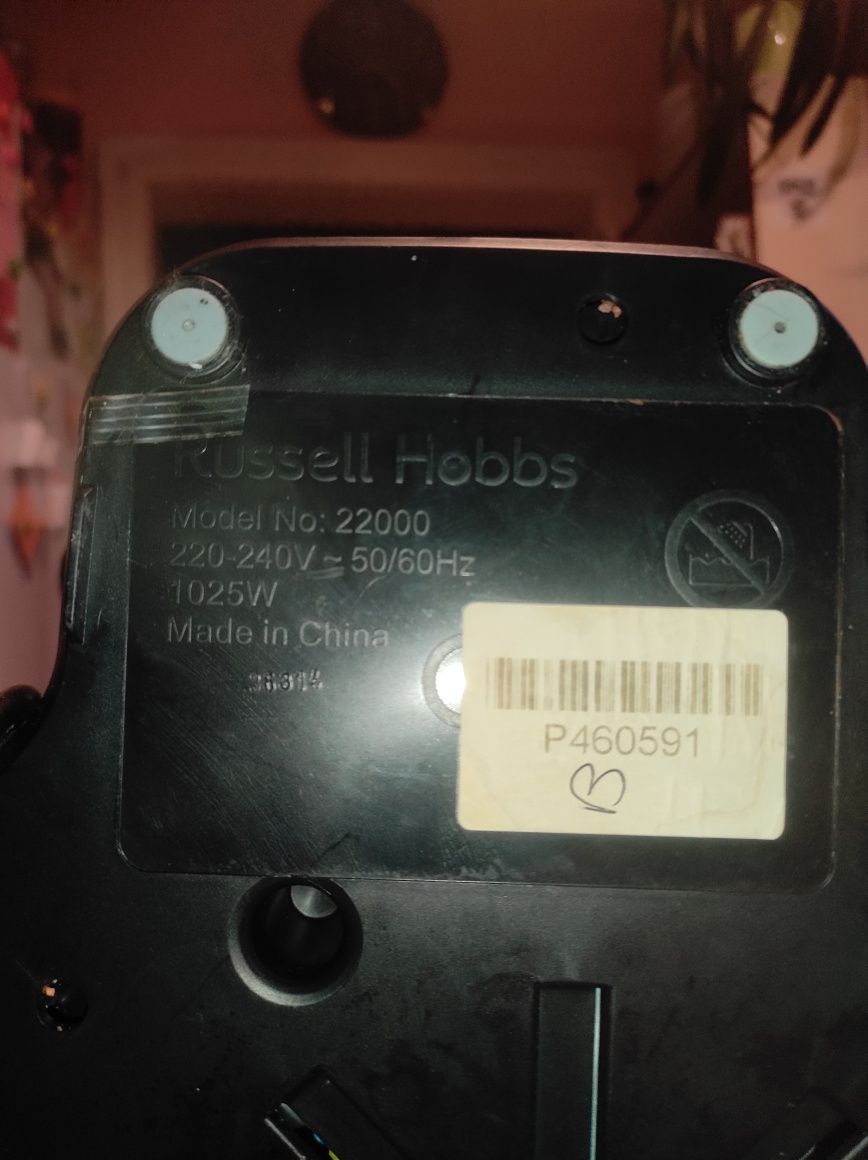 Russell Hobbs
Model No: 22000
220-240V ~ 50/60Hz
1025W
Made in China
P460591
B